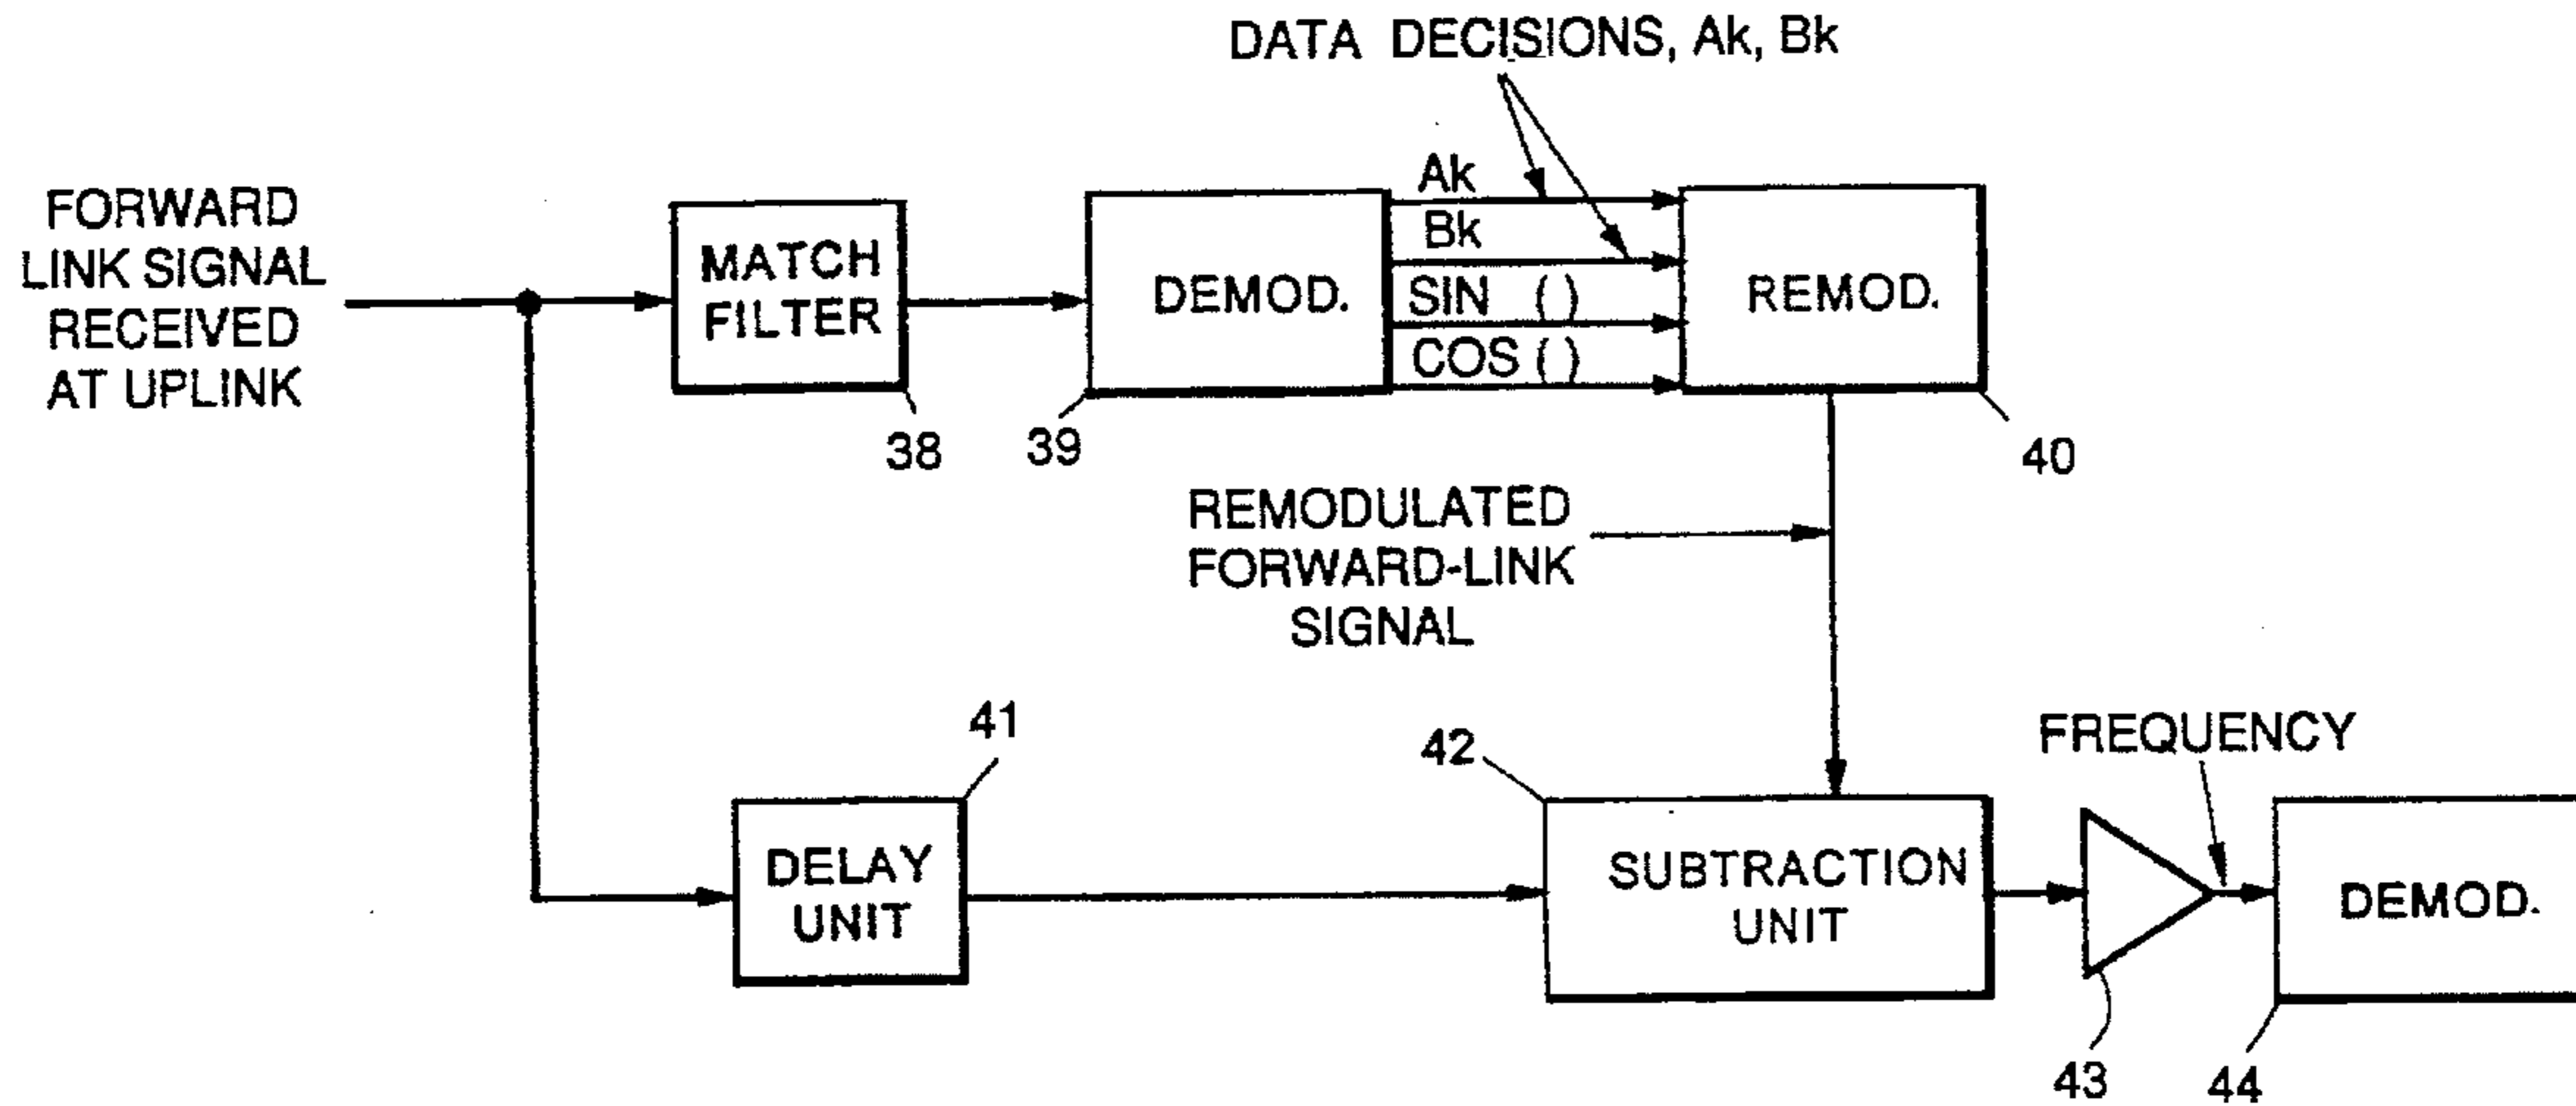 DATA DECISIONS, Ak, Bk
FORWARD
LINK SIGNAL
RECEIVED
AT UPLINK
MATCH
FILTER
38
DEMOD.
39
Ak
Bk
SIN ( )
COS ( )
REMOD.
40
REMODULATED
FORWARD-LINK
SIGNAL
41
DELAY
UNIT
42
SUBTRACTION
UNIT
FREQUENCY
43
DEMOD.
44